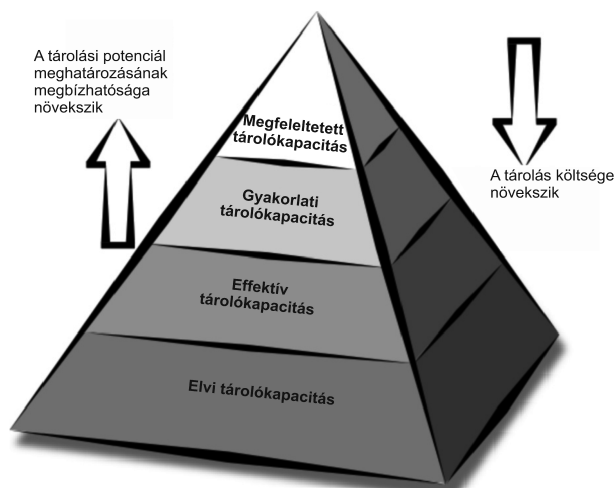 A tárolási potenciál
meghatározásának
megbízhatósága
növekszik
Megfeleltetett
tárolókapacitás
A tárolás költsége
növekszik
Gyakorlati
tárolókapacitás
Effektív
tárolókapacitás
Elvi tárolókapacitás